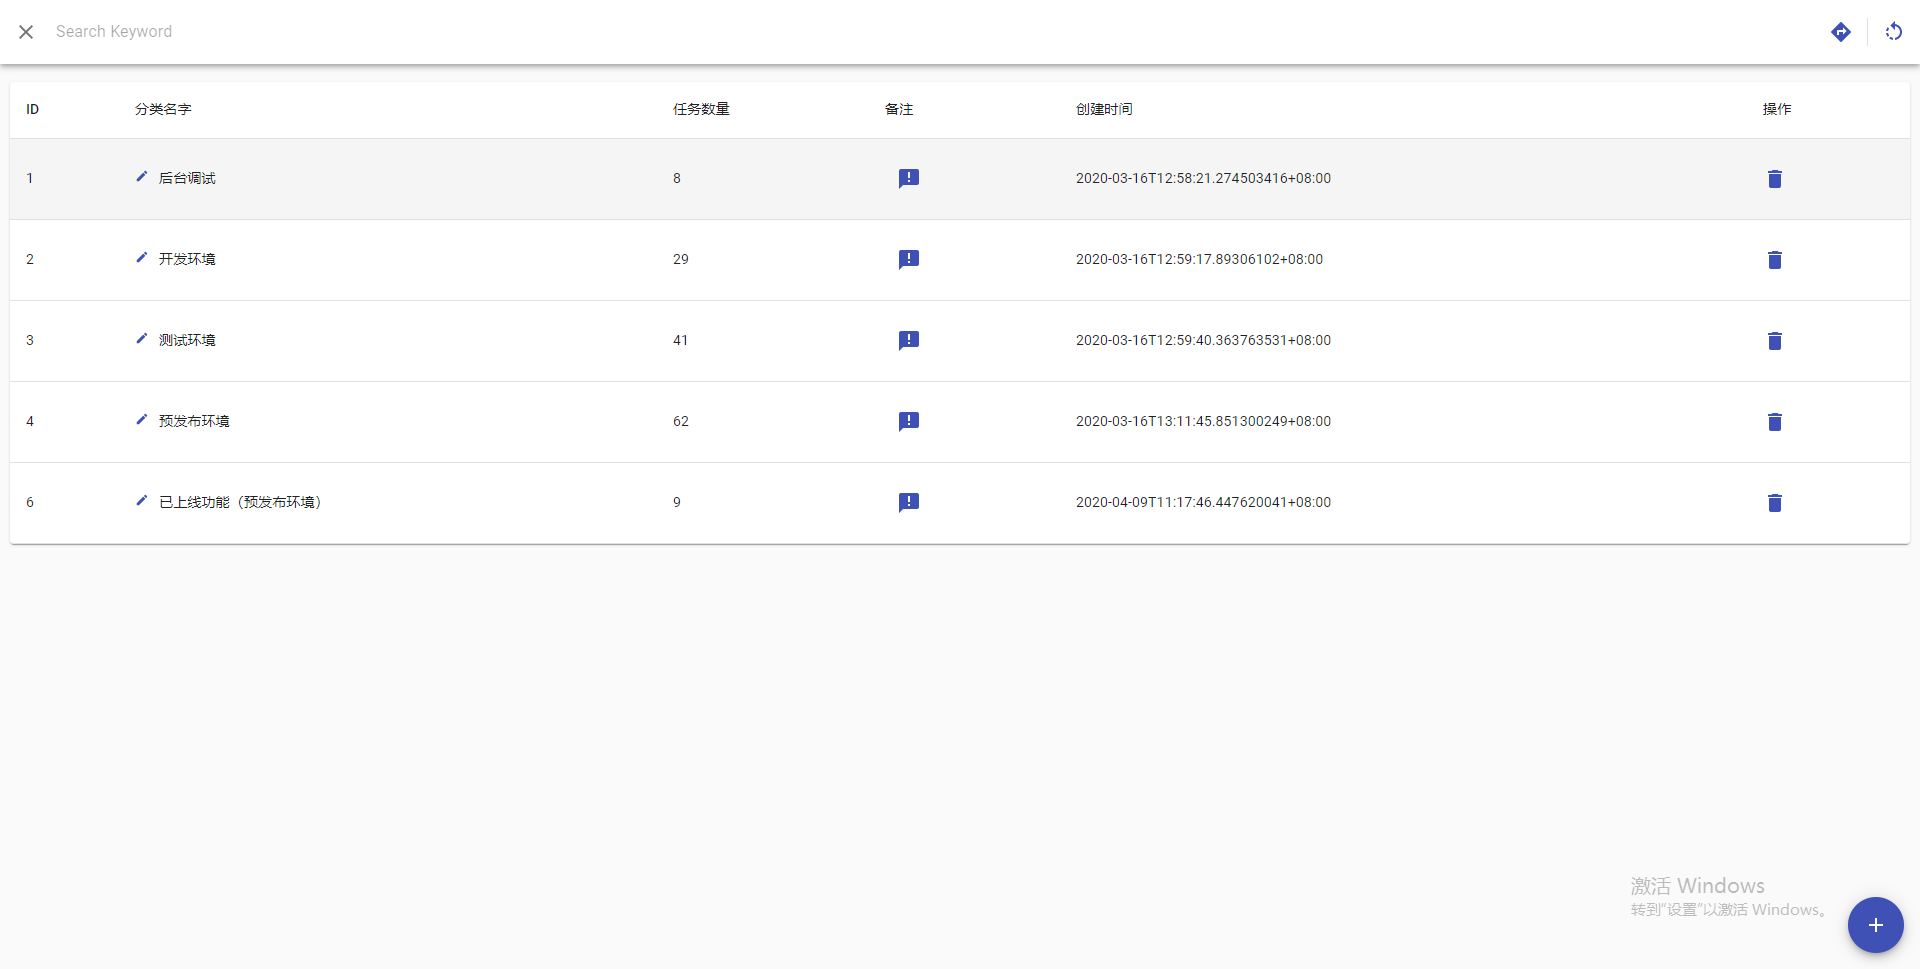 Search Keyword
ID 分类名字 任务数量 备注 创建时间 操作
1 后台调试 8 2020-03-16T12:58:21.274503416+08:00
2 开发环境 29 2020-03-16T12:59:17.89306102+08:00
3 测试环境 41 2020-03-16T12:59:40.363763531+08:00
4 预发布环境 62 2020-03-16T13:11:45.851300249+08:00
6 已上线功能（预发布环境） 9 2020-04-09T11:17:46.447620041+08:00
激活 Windows
转到“设置”以激活 Windows。